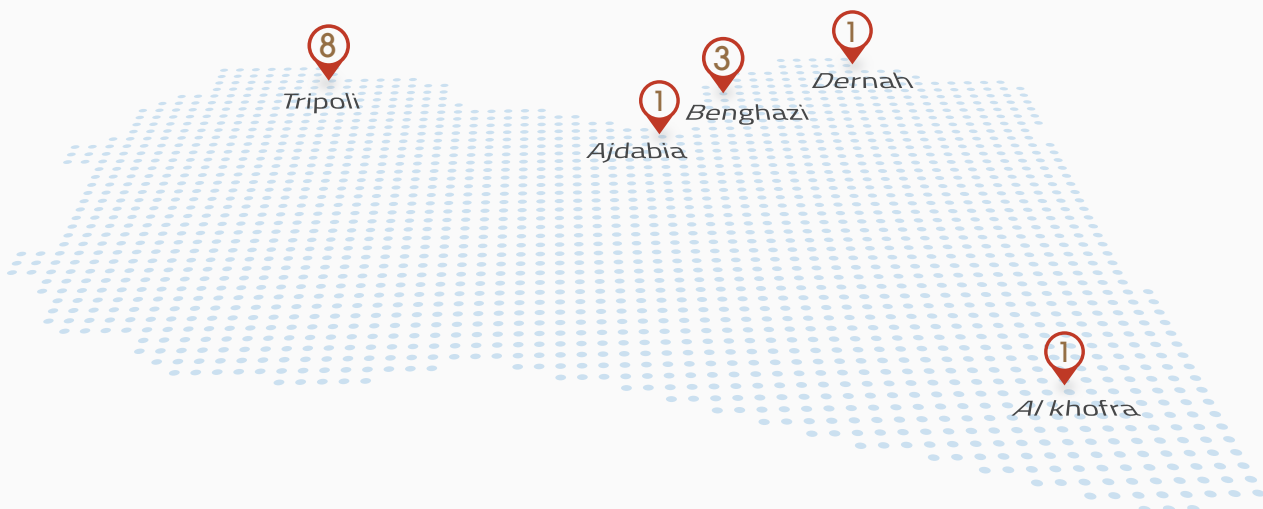 8
Tripoli
1
Ajdabia
3
Benghazi
1
Dernah
1
Al khofra